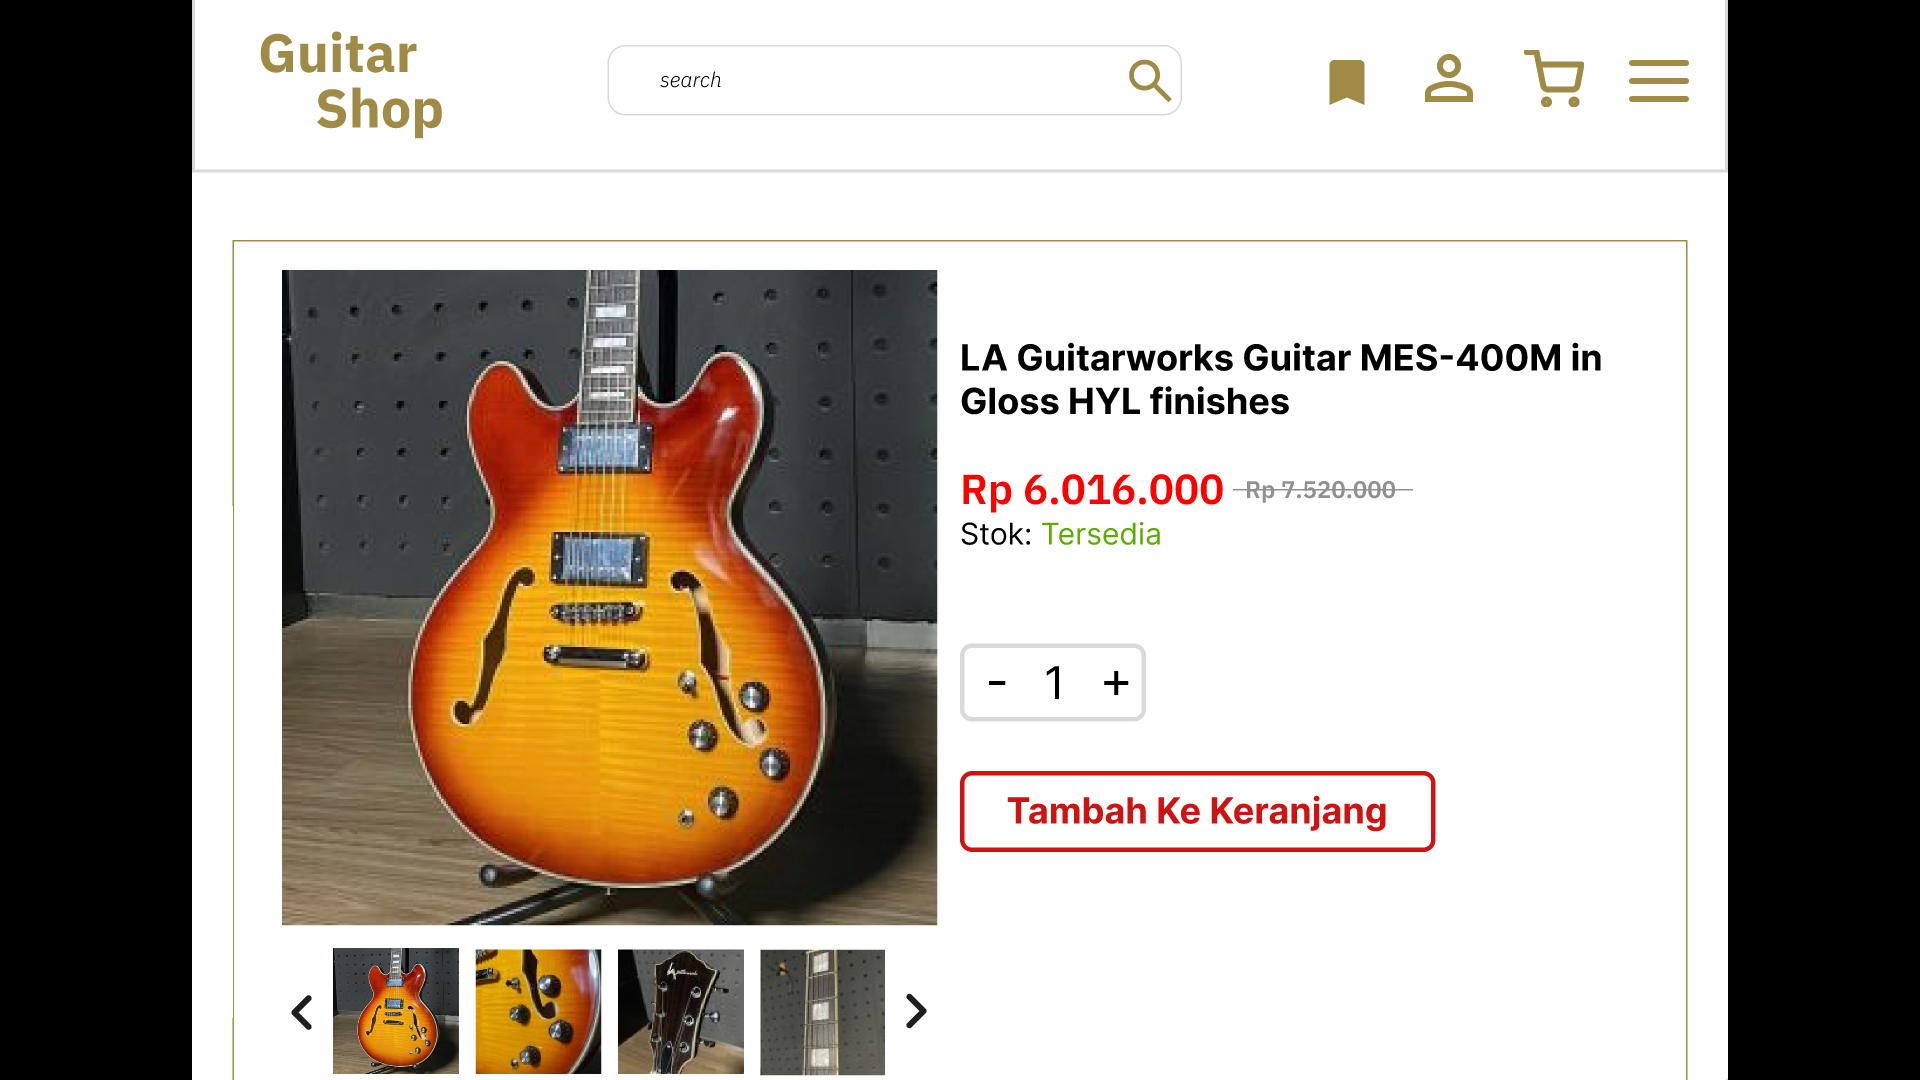 Guitar
Shop
search
LA Guitarworks Guitar MES-400M in
Gloss HYL finishes
Rp 6.016.000 Rp 7.520.000
Stok: Tersedia
- 1 +
Tambah Ke Keranjang